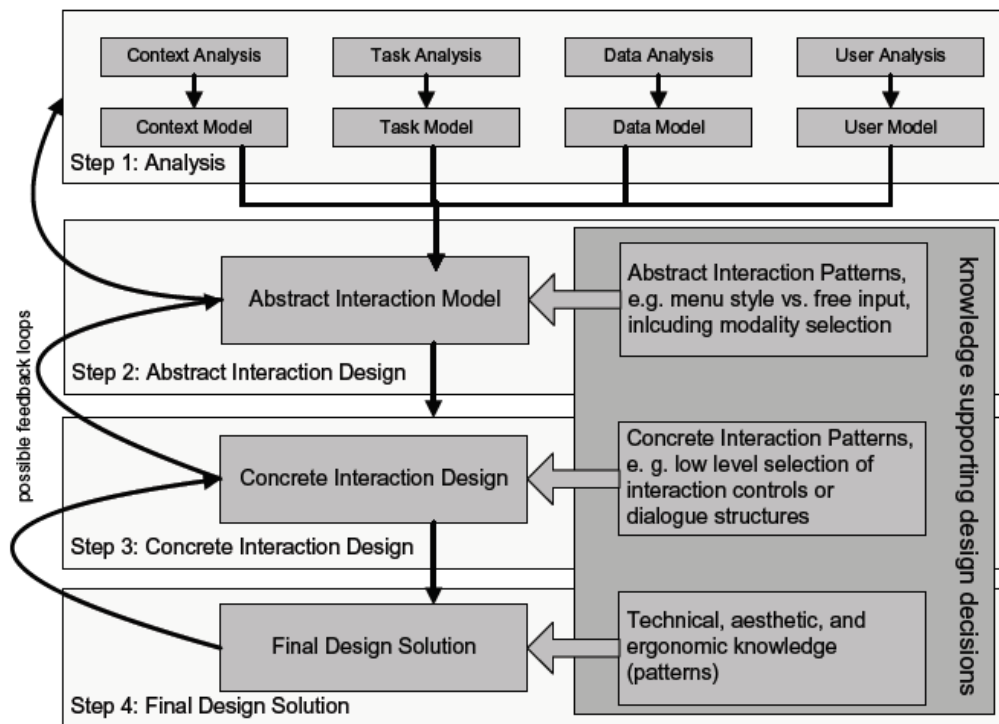 Context Analysis
Task Analysis
Data Analysis
User Analysis
Context Model
Task Model
Data Model
User Model
Step 1: Analysis
Abstract Interaction Model
Abstract Interaction Patterns,
e.g. menu style vs. free input,
inlcuding modality selection
Step 2: Abstract Interaction Design
Concrete Interaction Design
Concrete Interaction Patterns,
e. g. low level selection of
interaction controls or
dialogue structures
Step 3: Concrete Interaction Design
Final Design Solution
Technical, aesthetic, and
ergonomic knowledge
(patterns)
Step 4: Final Design Solution
possible feedback loops
knowledge supporting design decisions